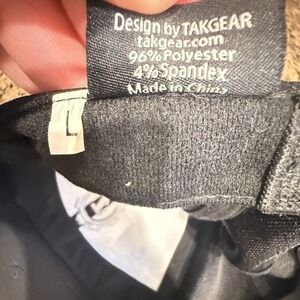 Design by TAKGEAR
takgear.com
96% Polyester
4% Spandex
Made in China
L